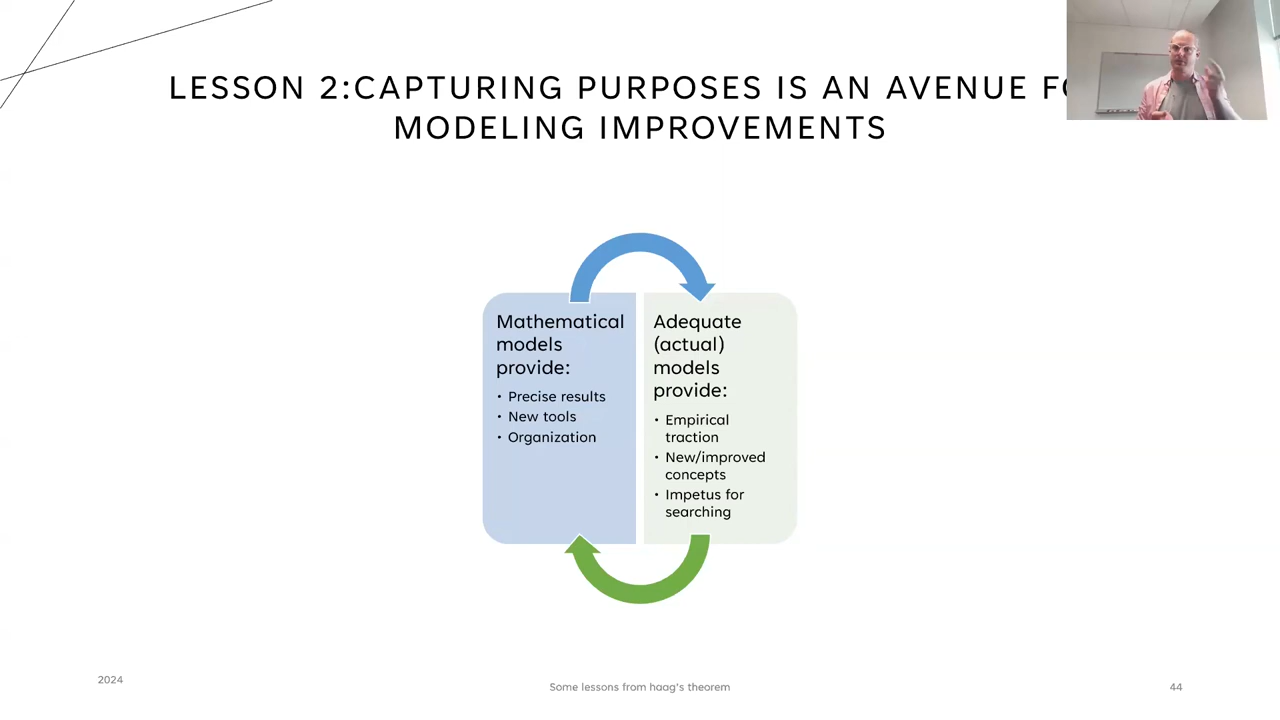 LESSON 2:CAPTURING PURPOSES IS AN AVENUE
MODELING IMPROVEMENTS
Mathematical
models
provide:
• Precise results
• New tools
• Organization
Adequate
(actual)
models
provide:
• Empirical
traction
• New/improved
concepts
• Impetus for
searching
2024
Some lessons from haag's theorem
44